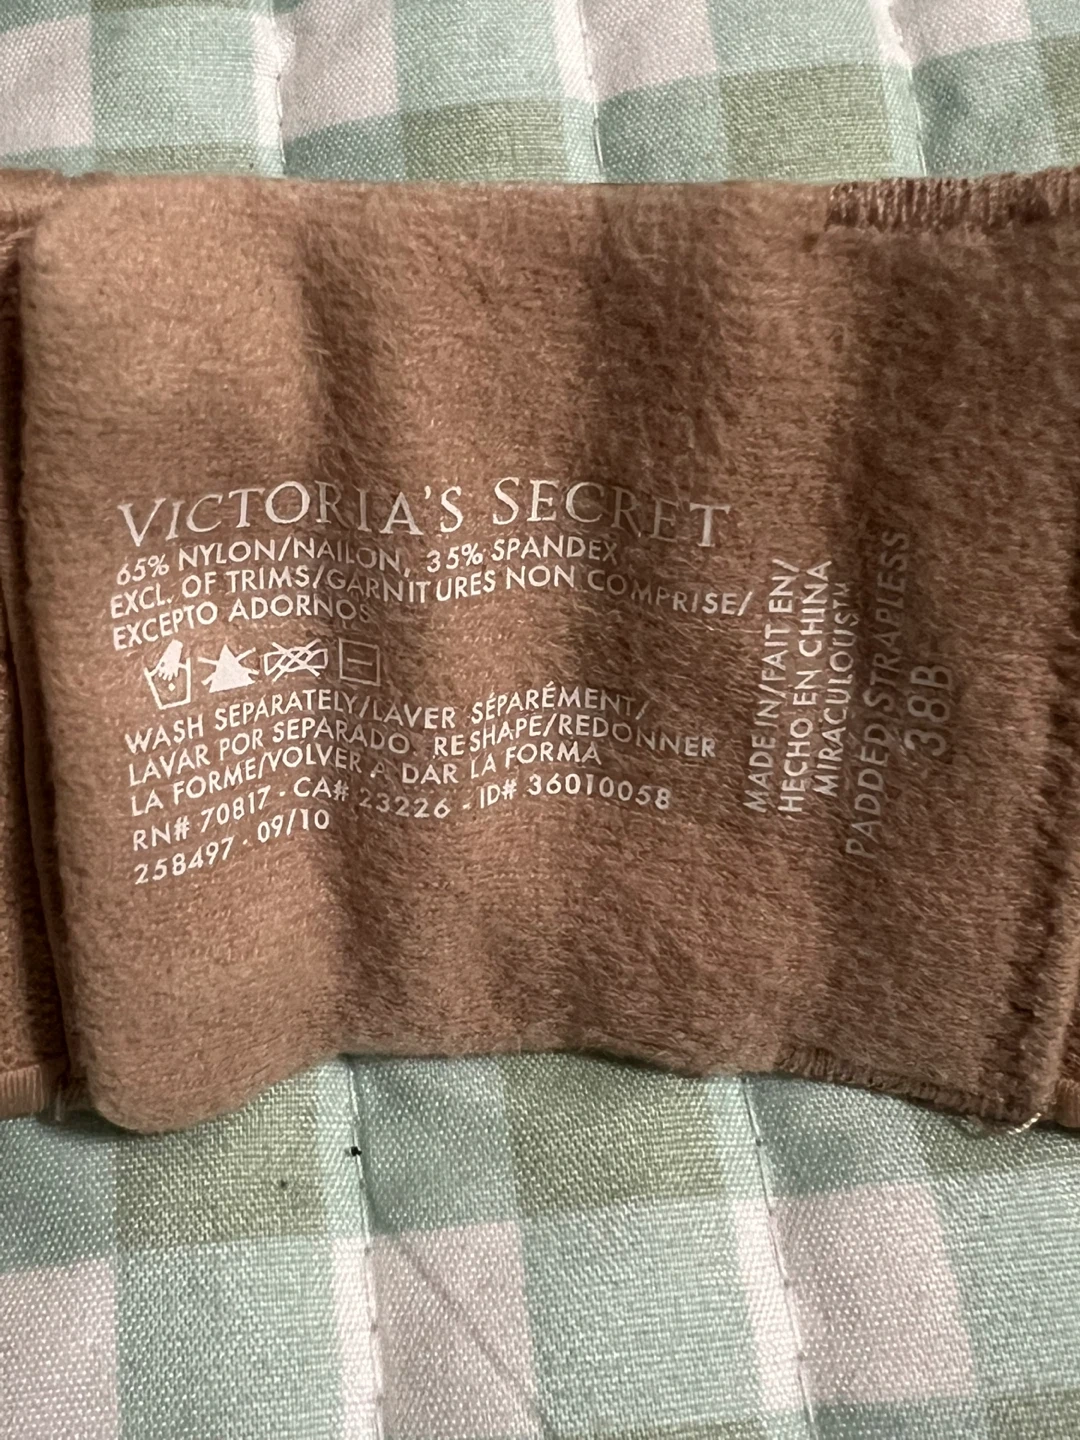 VICTORIA'S SECRET
65% NYLON/NAILON, 35% SPANDEX
EXCL. OF TRIMS/GARNITURES NON COMPRISE/
EXCEPTO ADORNOS
WASH SEPARATELY/LAVER SÉPARÉMENT/
LAVAR POR SEPARADO. RESHAPE/REDONNER
LA FORME/VOLVER A DAR LA FORMA
RN# 70817 - CA# 23226 - ID# 36010058
258497 - 09/10
MADE IN/FAIT EN/
HECHO EN CHINA
MIRACULOUS™
PADDED STRAPLESS
38B